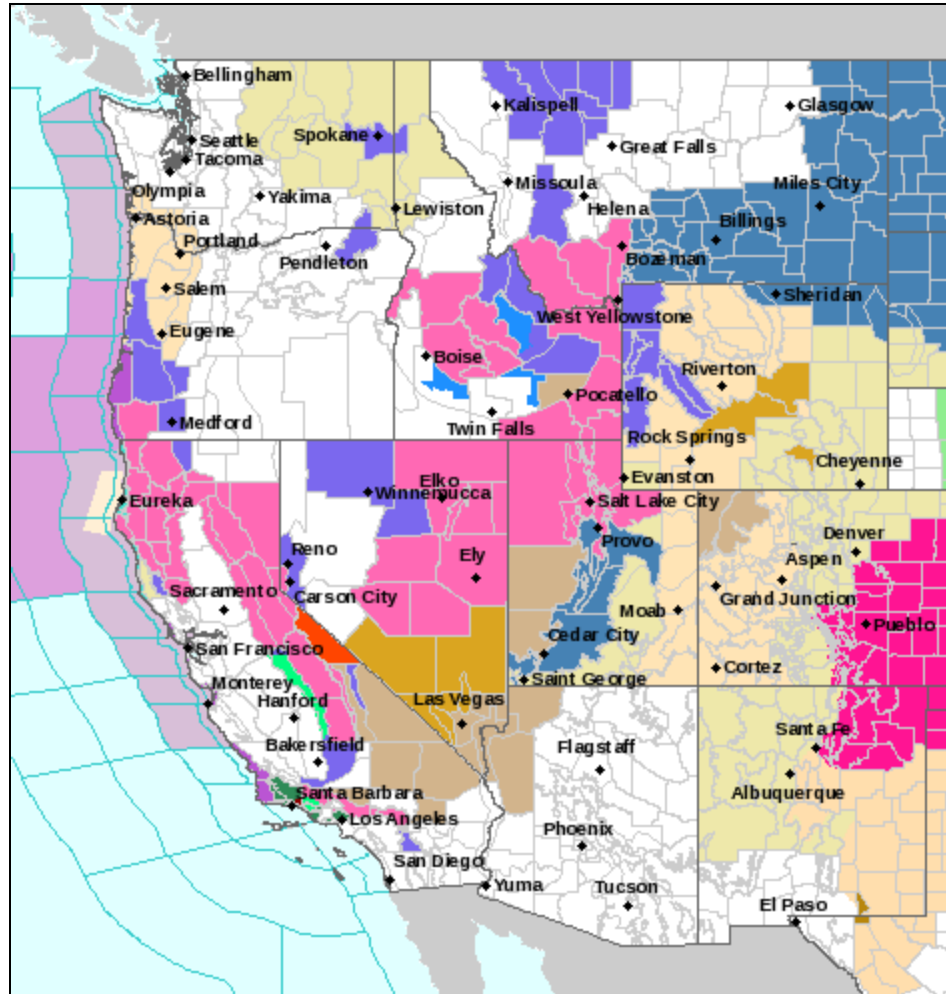 Bellingham
Kalispell
Glasgow
Seattle
Spokane
Great Falls
Tacoma
Olympia
Yakima
Missoula
Miles City
Astoria
Lewiston
Helena
Billings
Portland
Pendleton
Bozeman
Salem
Sheridan
Eugene
West Yellowstone
Boise
Riverton
Pocatello
Medford
Twin Falls
Rock Springs
Cheyenne
Eureka
Winnemucca
Elko
Evanston
Salt Lake City
Provo
Denver
Reno
Ely
Aspen
Sacramento
Carson City
Moab
Grand Junction
Pueblo
San Francisco
Cedar City
Cortez
Monterey
Saint George
Hanford
Las Vegas
Santa Fe
Bakersfield
Flagstaff
Albuquerque
Santa Barbara
Los Angeles
Phoenix
San Diego
Yuma
Tucson
El Paso